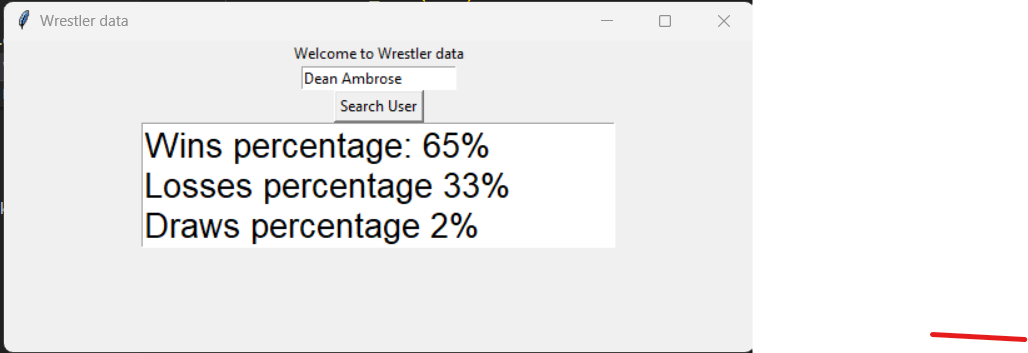 Wrestler data
Welcome to Wrestler data
Dean Ambrose
Search User
Wins percentage: 65%
Losses percentage 33%
Draws percentage 2%